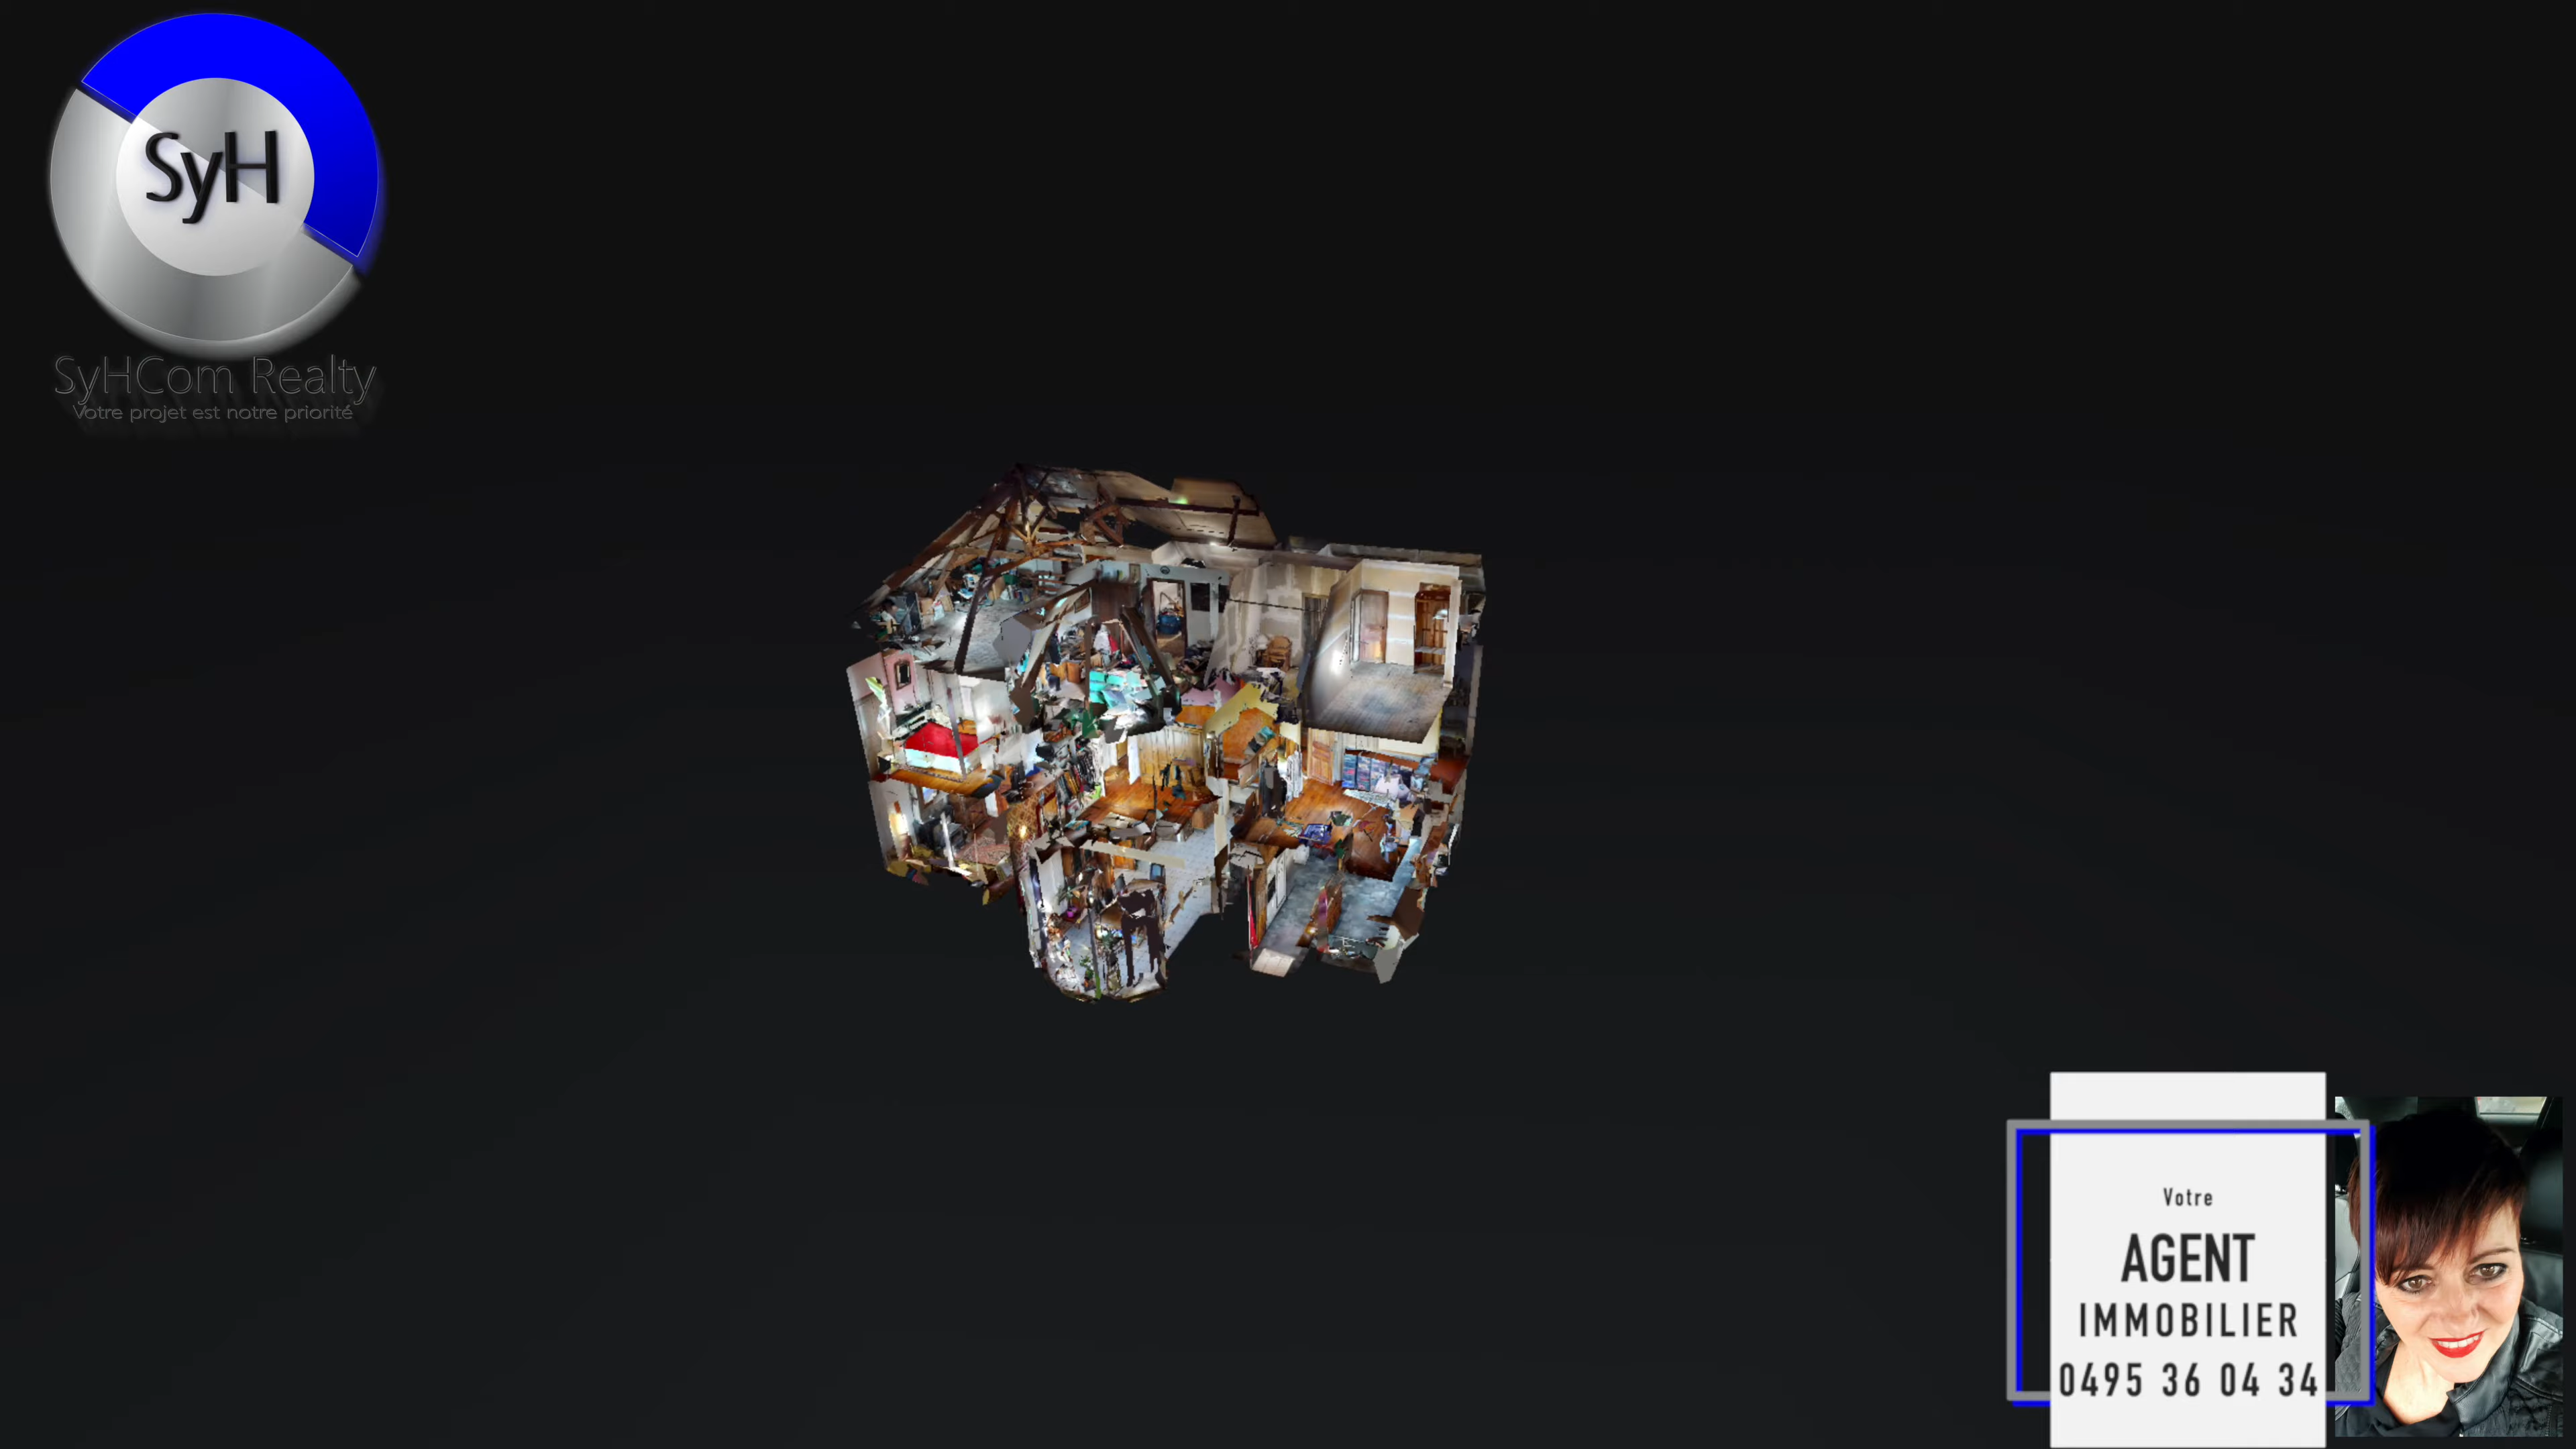 SyH
SyHCom Realty
Votre projet est notre priorité
Votre
AGENT
IMMOBILIER
0495 36 04 34